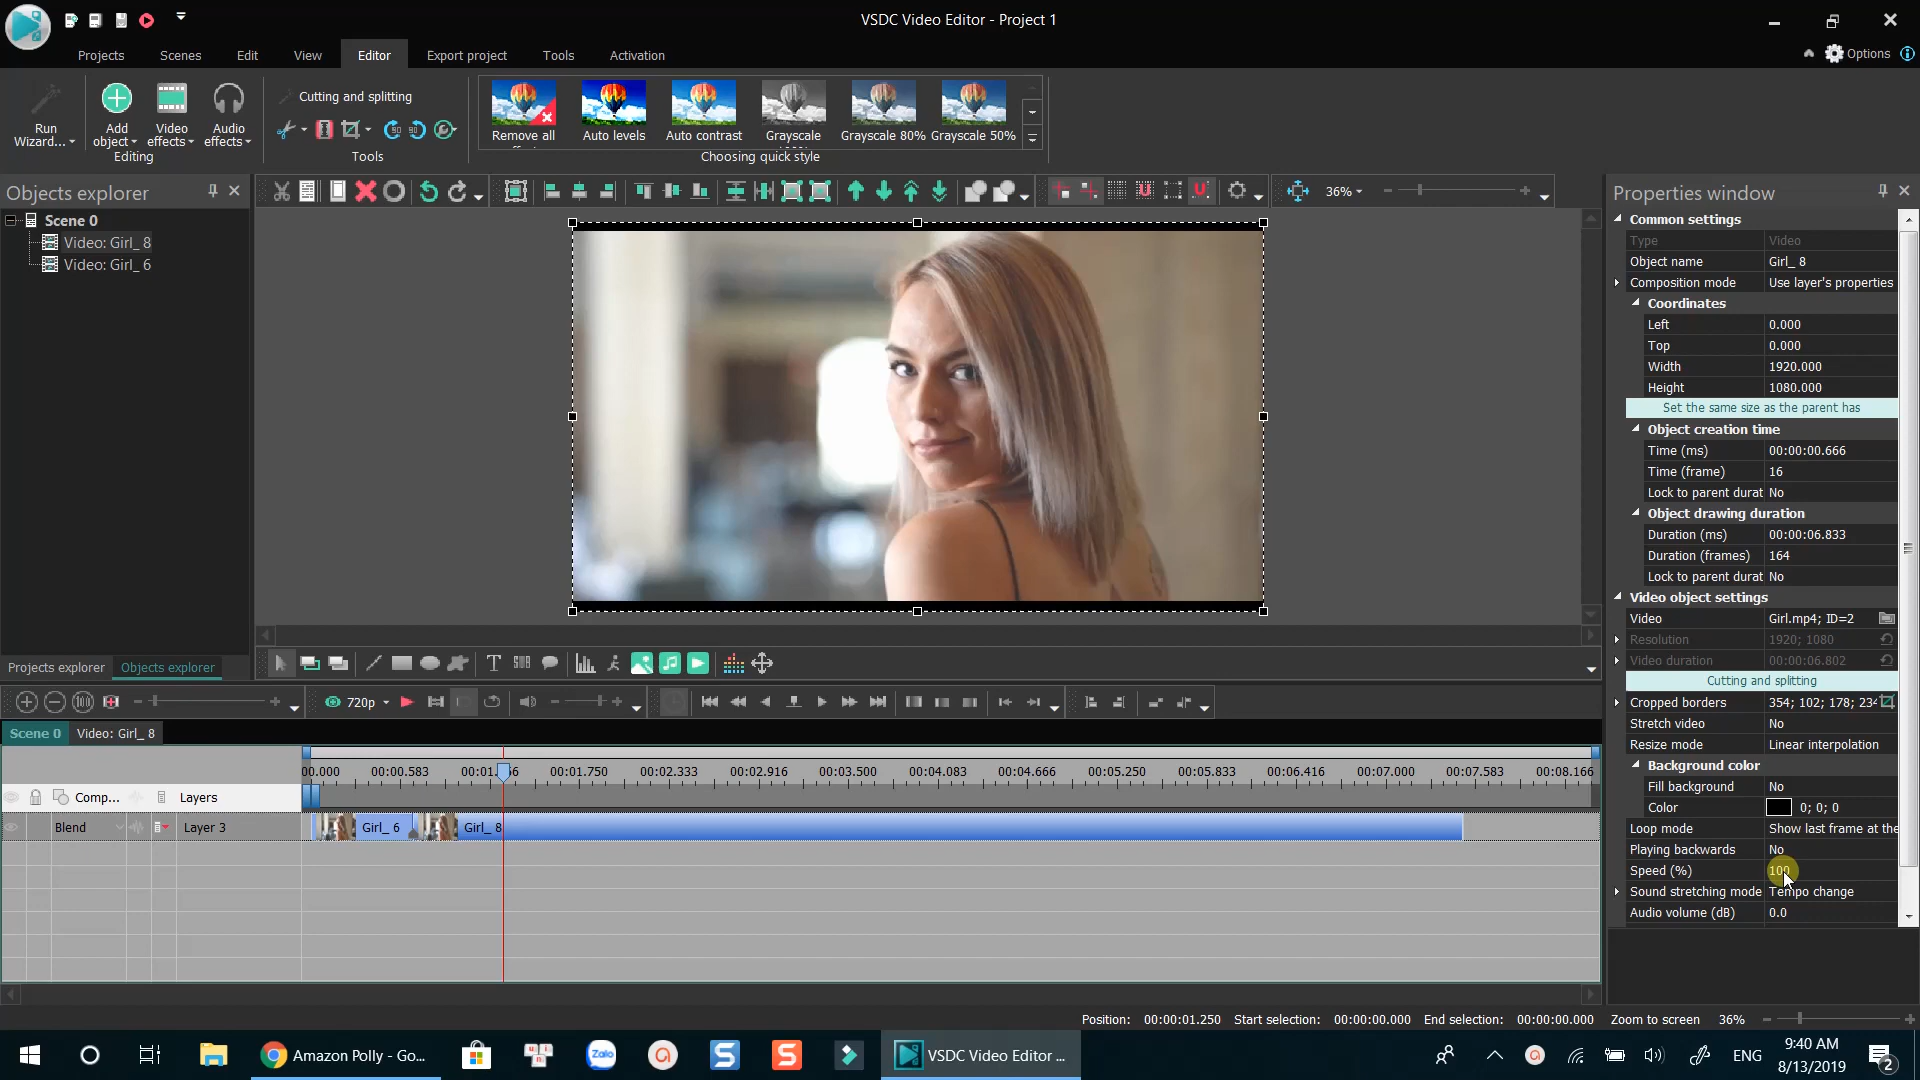 VSDC Video Editor - Project 1
Projects
Scenes
Edit
View
Editor
Export project
Tools
Activation
Options
Run
Wizard...
Add
object
Video
effects
Audio
effects
Editing
Cutting and splitting
Tools
Remove all
Auto levels
Auto contrast
Grayscale
Grayscale 80%
Grayscale 50%
Choosing quick style
Objects explorer
Scene 0
Video: Girl_ 8
Video: Girl_ 6
Projects explorer
Objects explorer
36%
Properties window
Common settings
Type Video
Object name Girl_ 8
Composition mode Use layer's properties
Coordinates
Left 0.000
Top 0.000
Width 1920.000
Height 1080.000
Set the same size as the parent has
Object creation time
Time (ms) 00:00:00.666
Time (frame) 16
Lock to parent durat No
Object drawing duration
Duration (ms) 00:00:06.833
Duration (frames) 164
Lock to parent durat No
Video object settings
Video Girl.mp4; ID=2
Resolution 1920; 1080
Video duration 00:00:06.802
Cutting and splitting
Cropped borders 354; 102; 178; 234
Stretch video No
Resize mode Linear interpolation
Background color
Fill background No
Color 0; 0; 0
Loop mode Show last frame at the
Playing backwards No
Speed (%) 100
Sound stretching mode Tempo change
Audio volume (dB) 0.0
720p
Scene 0
Video: Girl_ 8
00.000 00:00.583 00:01.750 00:02.333 00:02.916 00:03.500 00:04.083 00:04.666 00:05.250 00:05.833 00:06.416 00:07.000 00:07.583 00:08.166
Comp... Layers
Blend Layer 3
Girl_ 6
Girl_ 8
Position: 00:00:01.250 Start selection: 00:00:00.000 End selection: 00:00:00.000 Zoom to screen 36%
Amazon Polly - Go...
Zalo
VSDC Video Editor ...
ENG
9:40 AM
8/13/2019
2